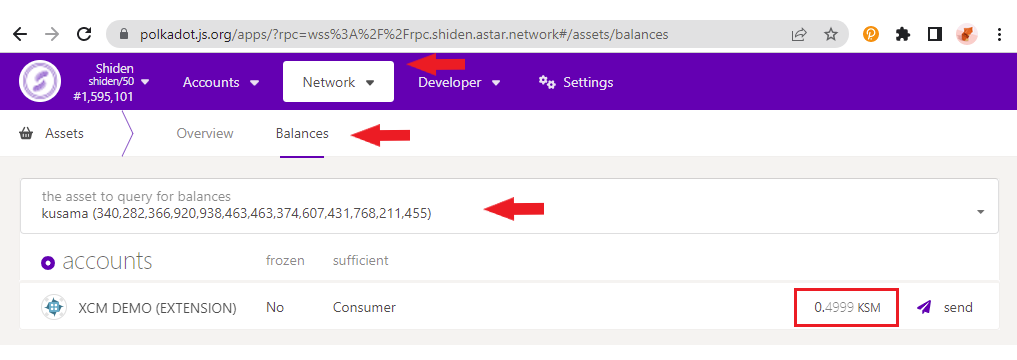 polkadot.js.org/apps/?rpc=wss%3A%2F%2Frpc.shiden.astar.network#/assets/balances
Shiden
shiden/50
#1,595,101
Accounts
Network
Developer
Settings
Assets
Overview
Balances
the asset to query for balances
kusama (340,282,366,920,938,463,463,374,607,431,768,211,455)
accounts frozen sufficient
XCM DEMO (EXTENSION) No Consumer 0.4999 KSM send